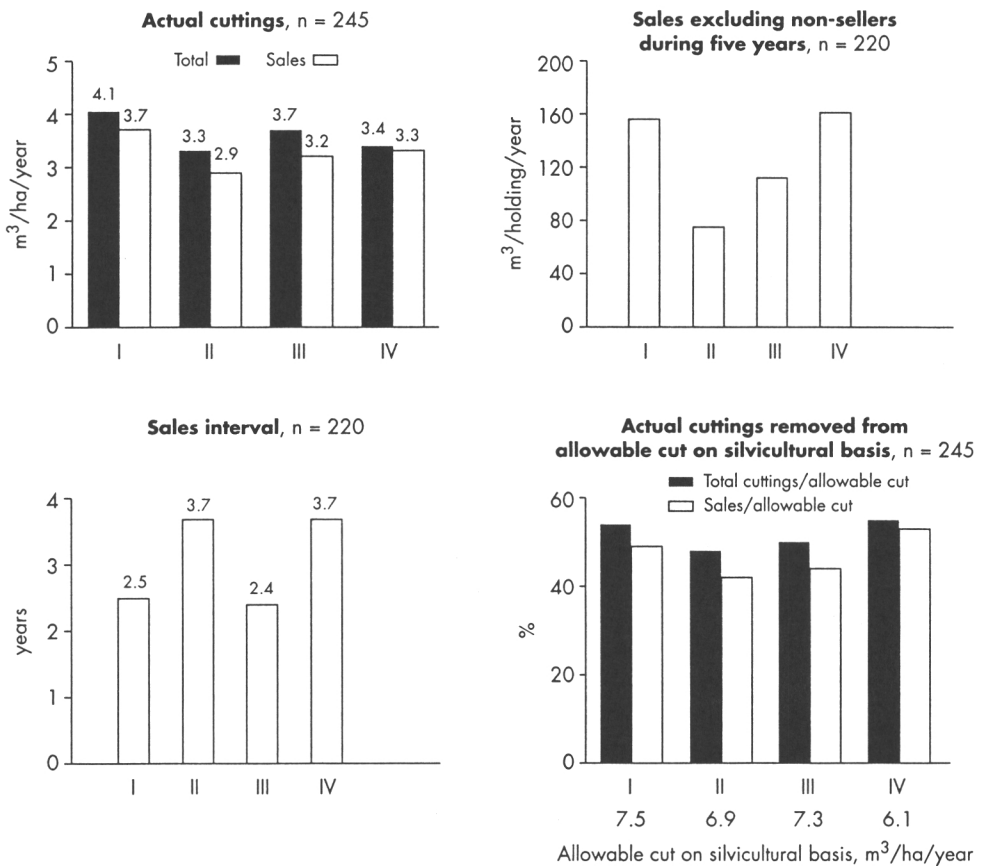 Actual cuttings, n = 245
Total Sales
m³/ha/year
5
4
3
2
1
0
4.1
3.7
3.3
2.9
3.7
3.2
3.4
3.3
I II III IV
Sales excluding non-sellers
during five years, n = 220
m³/holding/year
200
160
120
80
40
0
I II III IV
Sales interval, n = 220
years
4
3
2
1
0
2.5
3.7
2.4
3.7
I II III IV
Actual cuttings removed from
allowable cut on silvicultural basis, n = 245
Total cuttings/allowable cut
Sales/allowable cut
%
60
40
20
0
I II III IV
7.5 6.9 7.3 6.1
Allowable cut on silvicultural basis, m³/ha/year